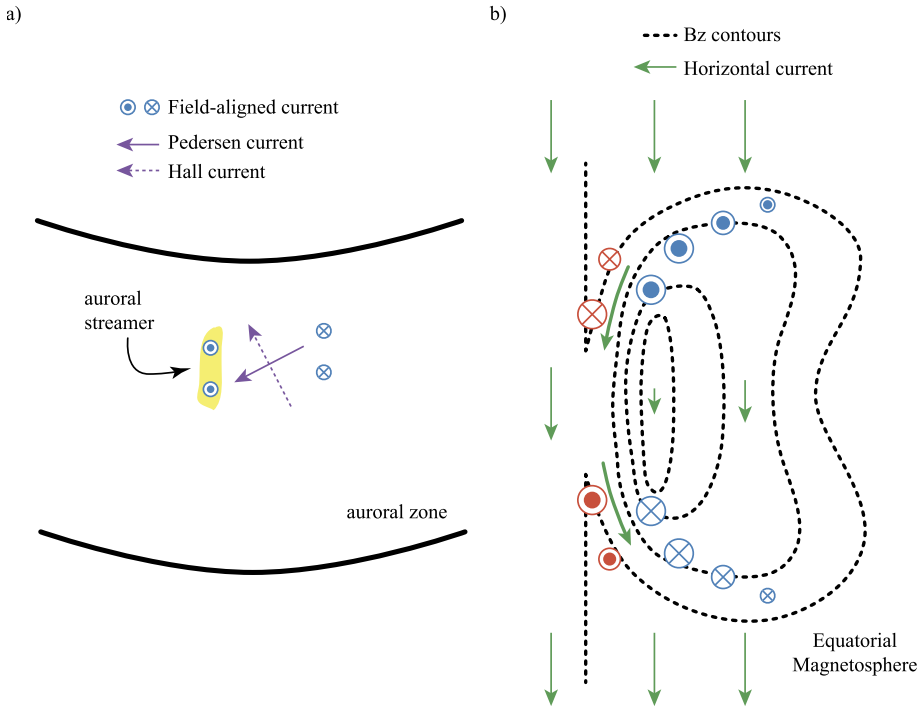 a)
Field-aligned current
Pedersen current
Hall current
auroral
streamer
auroral zone
b)
Bz contours
Horizontal current
Equatorial
Magnetosphere